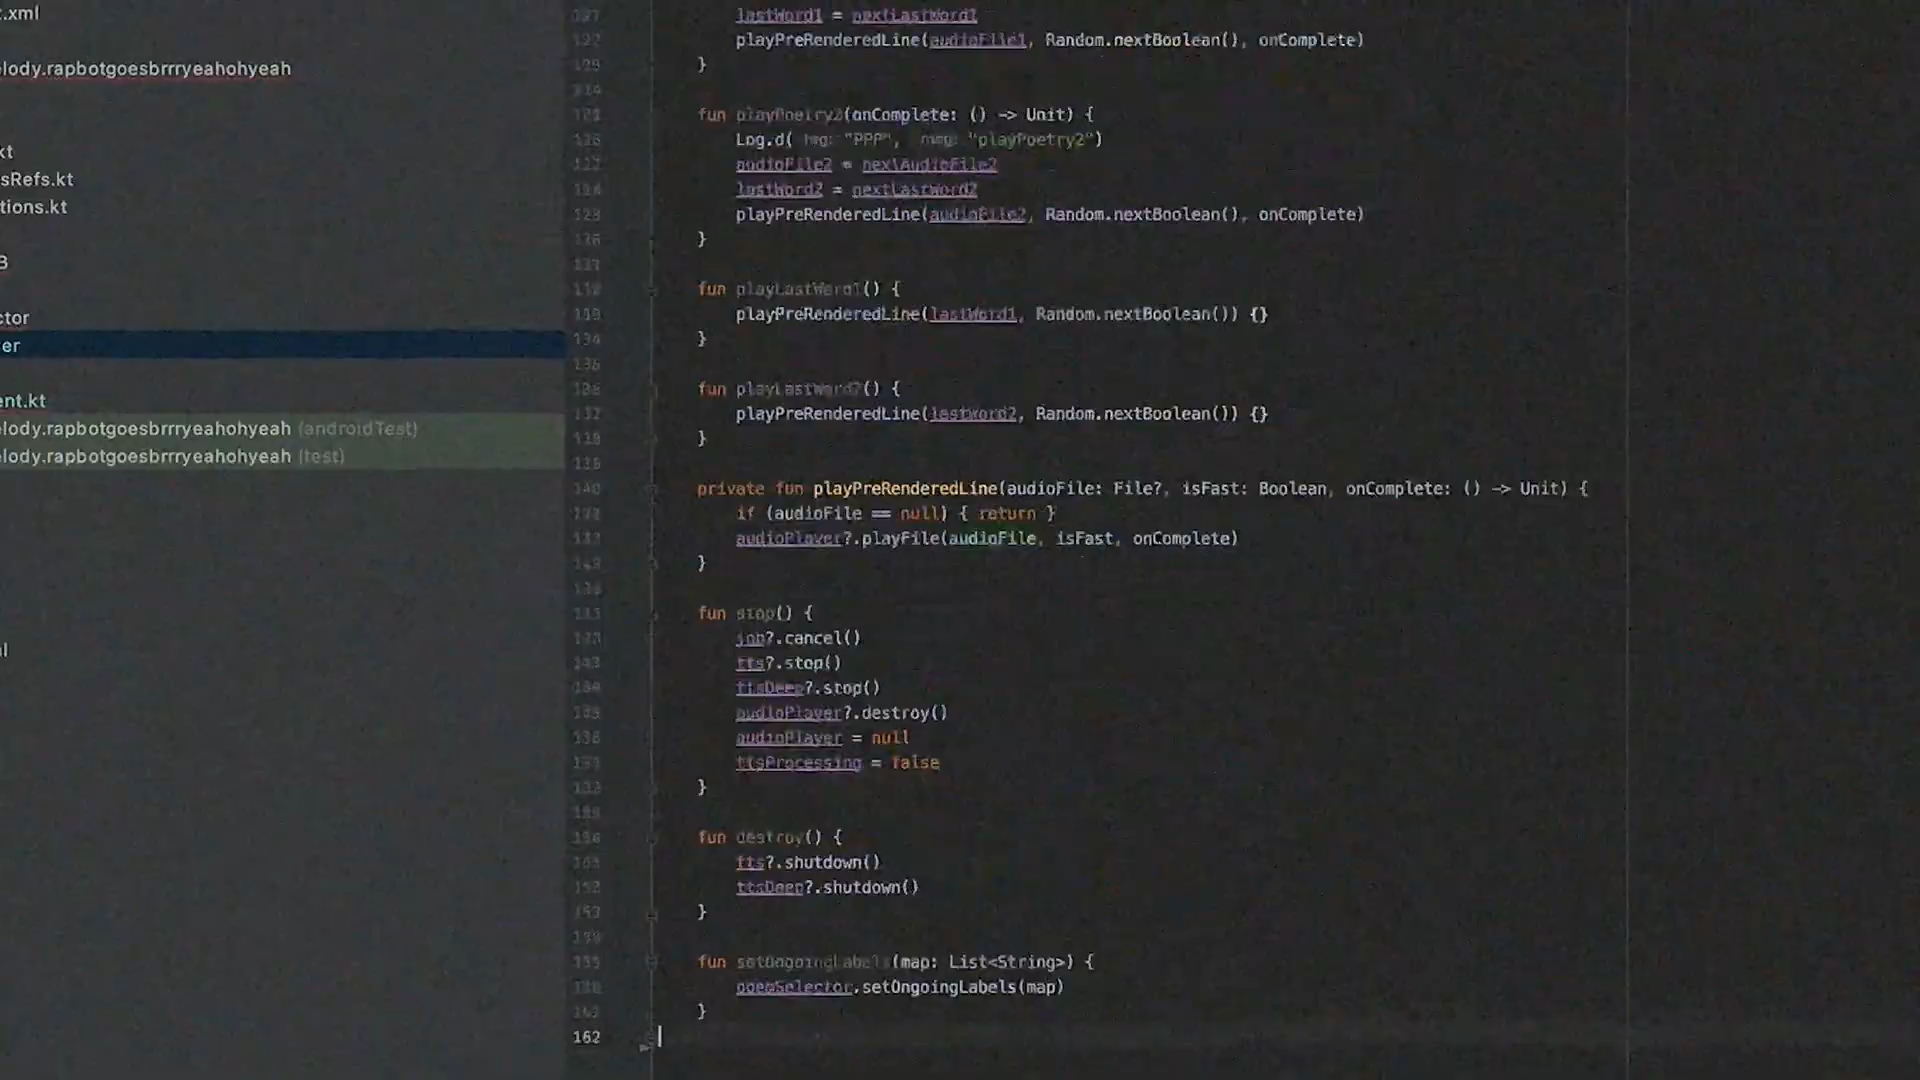 .xml
lody.rapbotgoesbrrryeahohyeah
kt
sRefs.kt
tions.kt
3
ctor
er
ent.kt
lody.rapbotgoesbrrryeahohyeah (androidTest)
lody.rapbotgoesbrrryeahohyeah (test)
l
lastWord1 = nextLastWord1
playPreRenderedLine(audioFile1, Random.nextBoolean(), onComplete)
}
fun playPoetry2(onComplete: () -> Unit) {
Log.d( tag: "PPP", msg: "playPoetry2")
audioFile2 = nextAudioFile2
lastWord2 = nextLastWord2
playPreRenderedLine(audioFile2, Random.nextBoolean(), onComplete)
}
fun playLastWord1() {
playPreRenderedLine(lastWord1, Random.nextBoolean()) {}
}
fun playLastWord2() {
playPreRenderedLine(lastWord2, Random.nextBoolean()) {}
}
private fun playPreRenderedLine(audioFile: File?, isFast: Boolean, onComplete: () -> Unit) {
if (audioFile == null) { return }
audioPlayer?.playFile(audioFile, isFast, onComplete)
}
fun stop() {
job?.cancel()
tts?.stop()
ttsDeep?.stop()
audioPlayer?.destroy()
audioPlayer = null
ttsProcessing = false
}
fun destroy() {
tts?.shutdown()
ttsDeep?.shutdown()
}
fun setOngoingLabels(map: List<String>) {
poemSelector.setOngoingLabels(map)
}
162